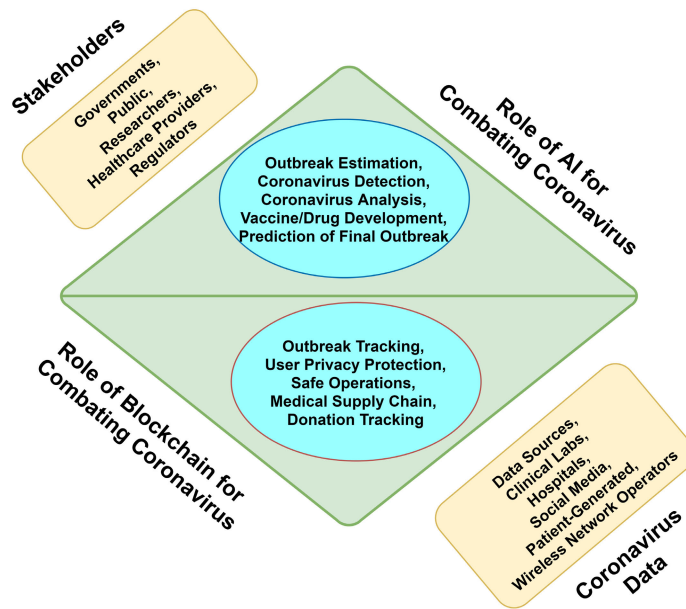 Stakeholders
Governments,
Public,
Researchers,
Healthcare Providers,
Regulators
Role of AI for
Combating Coronavirus
Outbreak Estimation,
Coronavirus Detection,
Coronavirus Analysis,
Vaccine/Drug Development,
Prediction of Final Outbreak
Outbreak Tracking,
User Privacy Protection,
Safe Operations,
Medical Supply Chain,
Donation Tracking
Role of Blockchain for
Combating Coronavirus
Data Sources,
Clinical Labs,
Hospitals,
Social Media,
Patient-Generated,
Wireless Network Operators
Coronavirus
Data